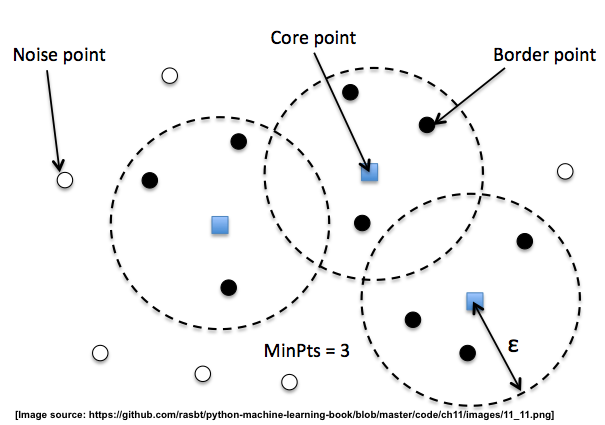 Core point
Noise point
Border point
ε
MinPts = 3
[Image source: https://github.com/rasbt/python-machine-learning-book/blob/master/code/ch11/images/11_11.png]